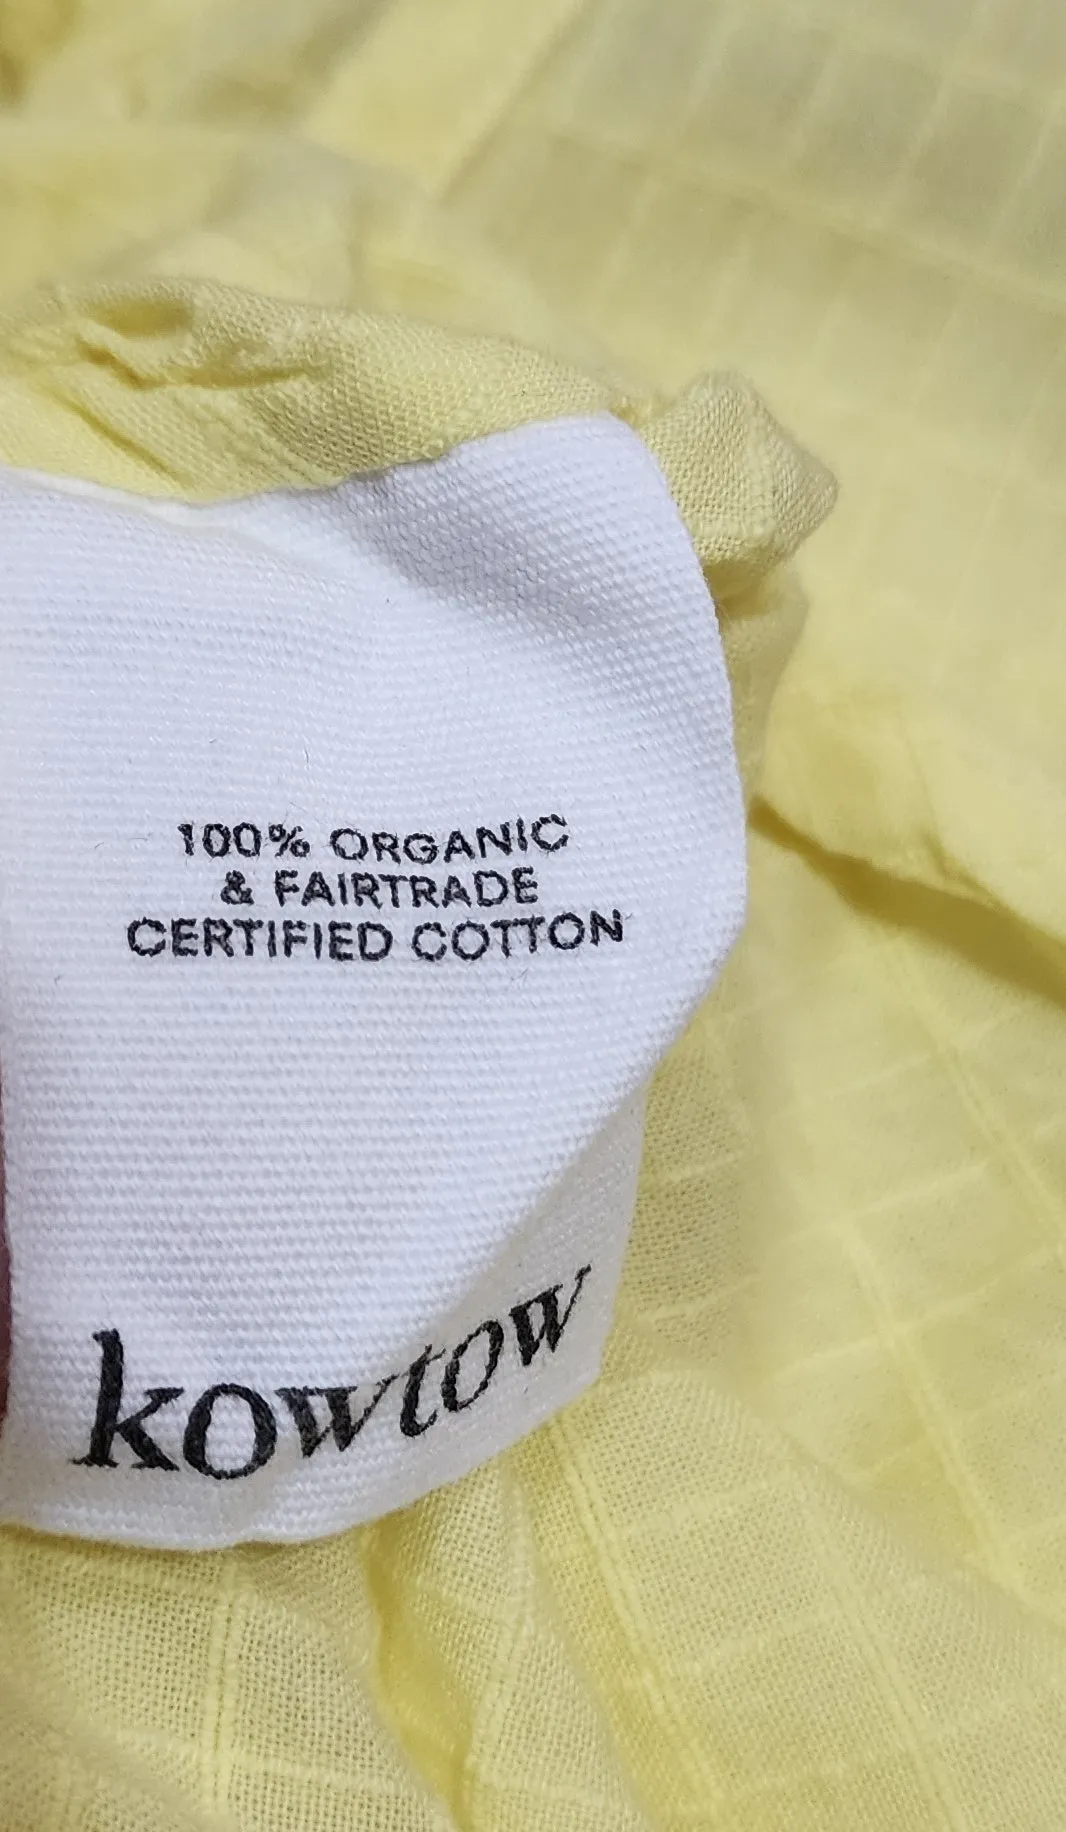 100% ORGANIC
& FAIRTRADE
CERTIFIED COTTON
kowtow